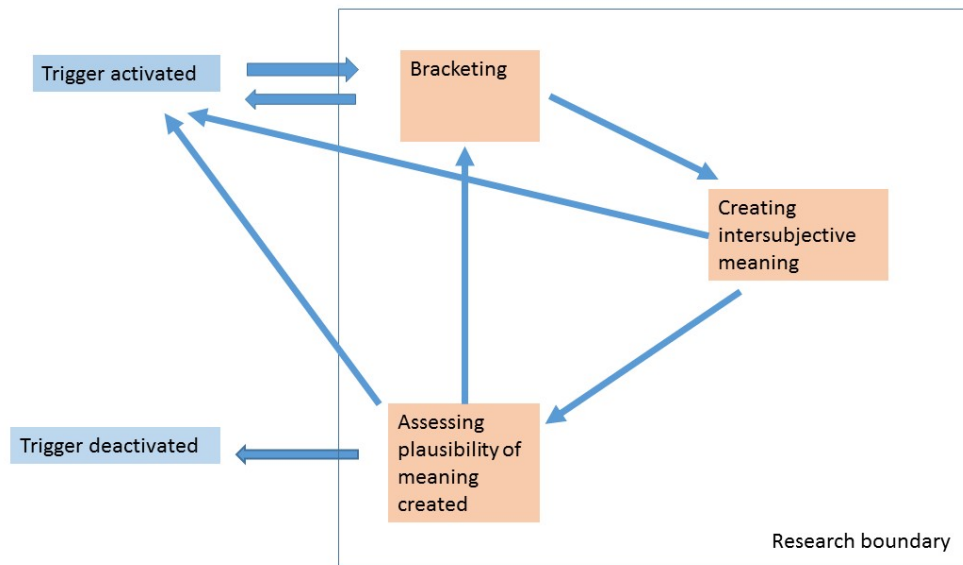 Trigger activated
Bracketing
Creating
intersubjective
meaning
Assessing
plausibility of
meaning
created
Trigger deactivated
Research boundary